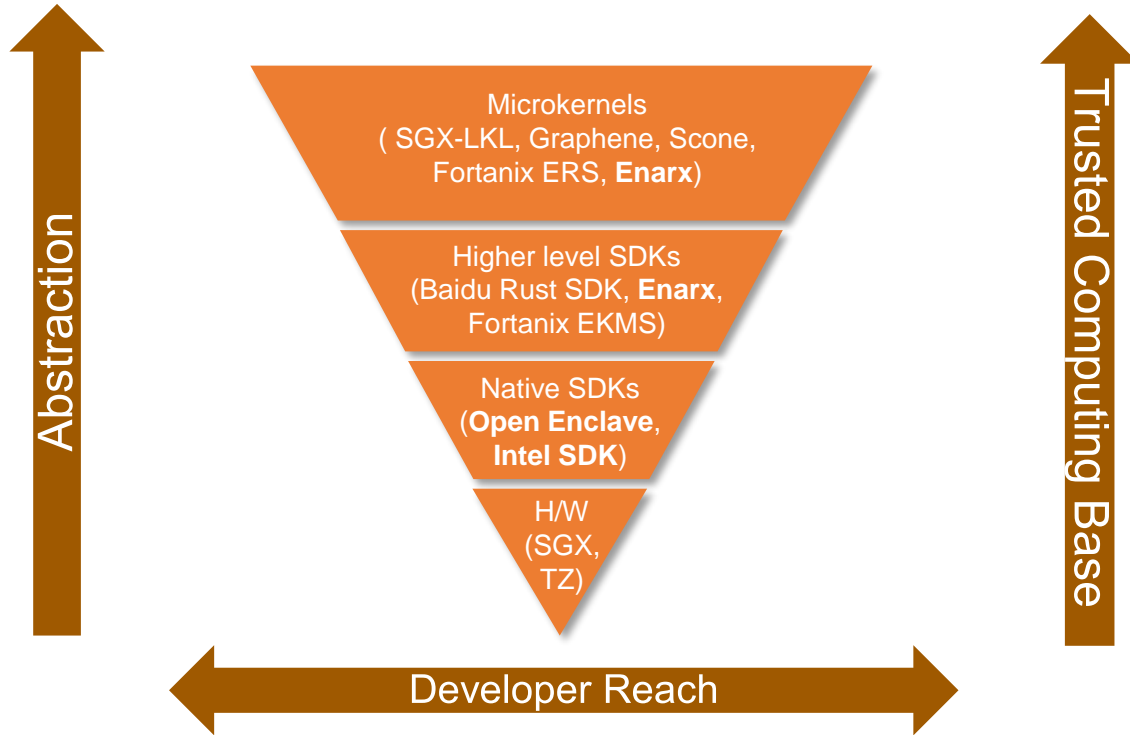 Abstraction
Microkernels
( SGX-LKL, Graphene, Scone,
Fortanix ERS, Enarx)
Higher level SDKs
(Baidu Rust SDK, Enarx,
Fortanix EKMS)
Native SDKs
(Open Enclave,
Intel SDK)
H/W
(SGX,
TZ)
Trusted Computing Base
Developer Reach